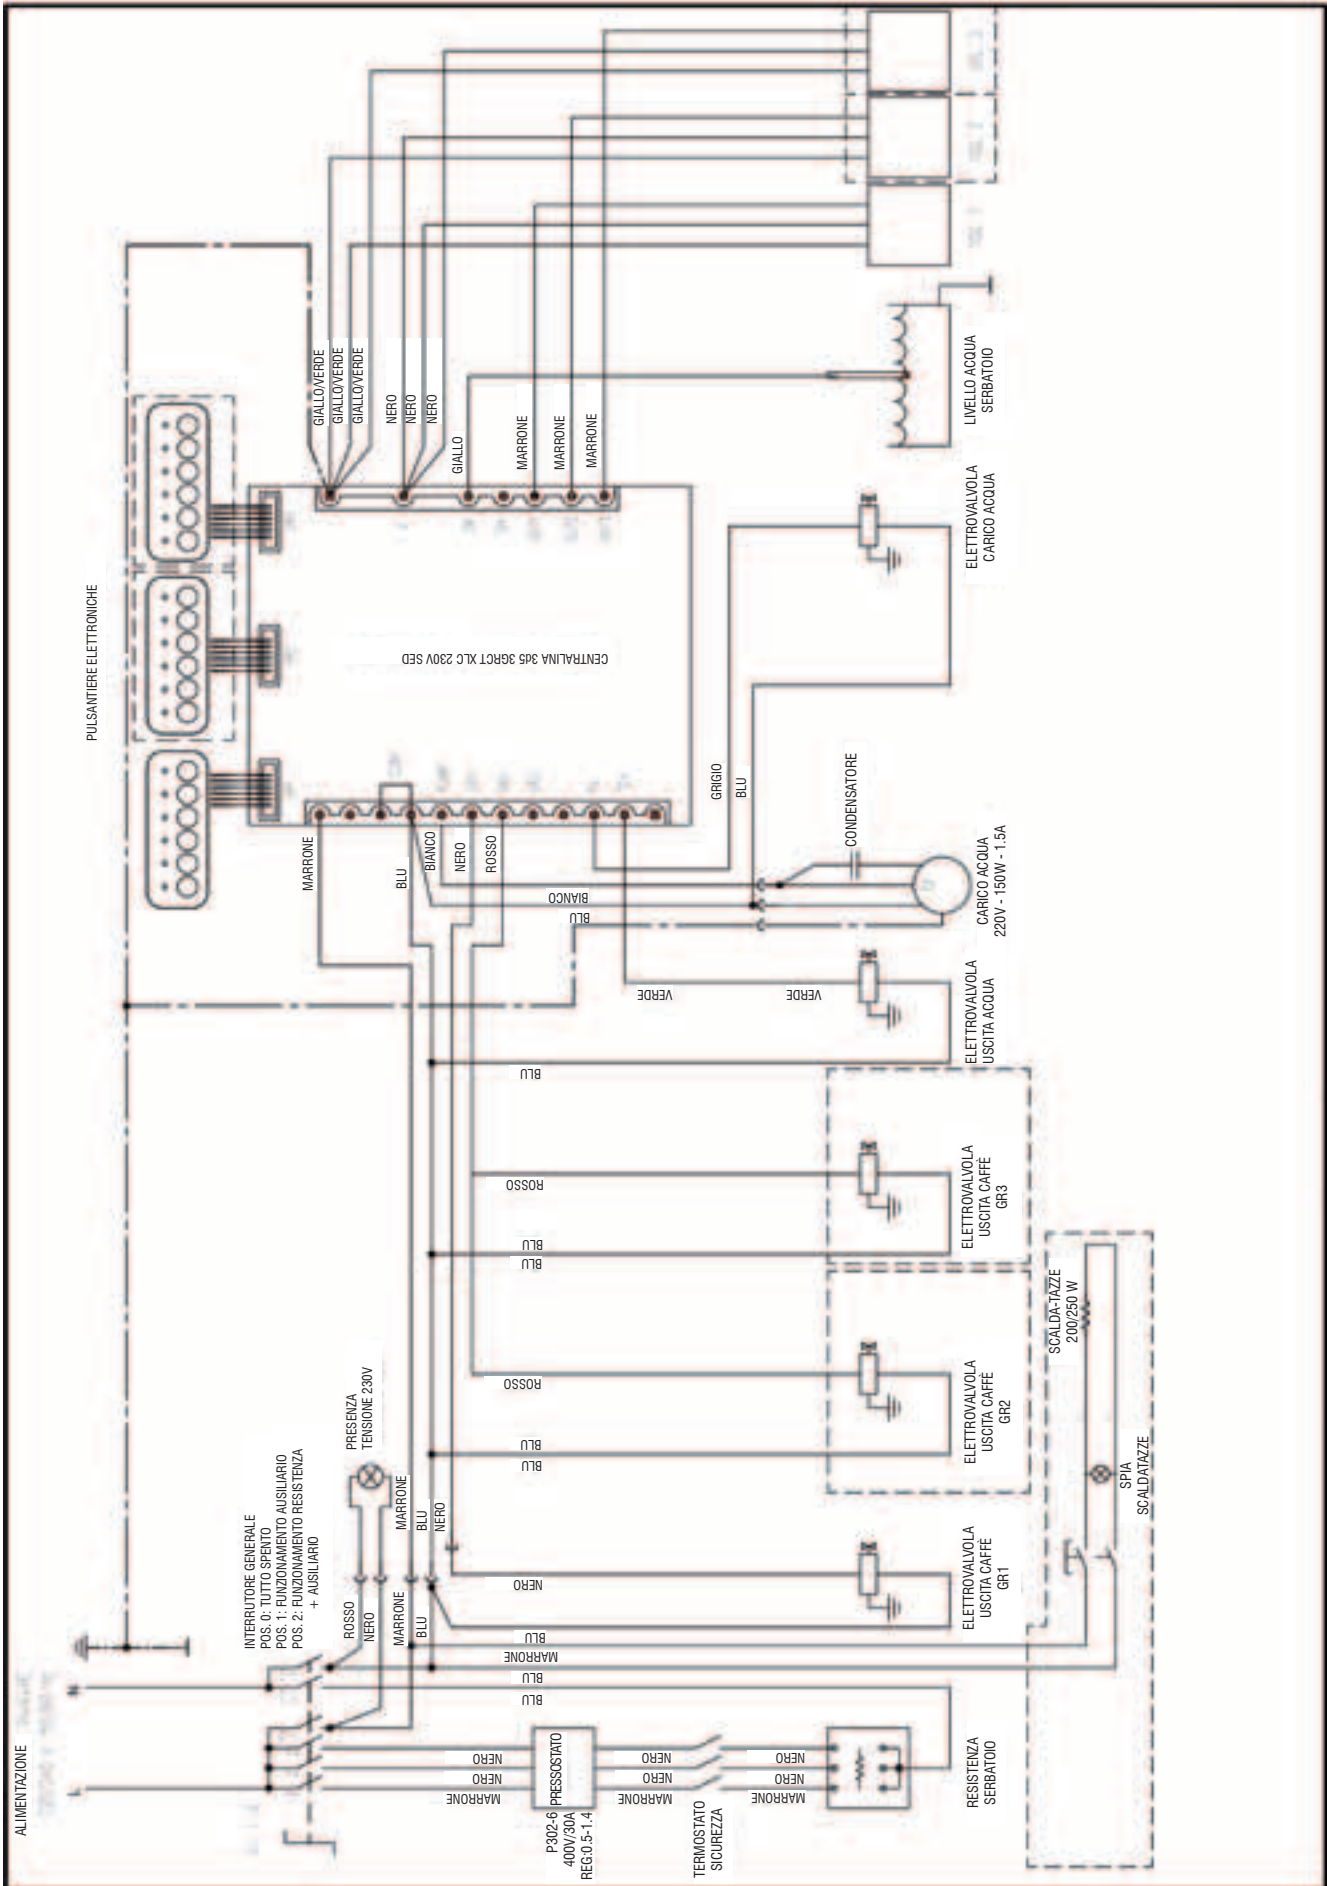 ALIMENTAZIONE
L
N
INTERRUTORE GENERALE
POS. 0: TUTTO SPENTO
POS. 1: FUNZIONAMENTO AUSILIARIO
POS. 2: FUNZIONAMENTO RESISTENZA
+ AUSILIARIO
PRESENZA
TENSIONE 230V
ROSSO
NERO
MARRONE
BLU
MARRONE
BLU
NERO
PULSANTIERE ELETTRONICHE
CENTRALINA 3d5 3GRCT XLC 230V SED
MARRONE
BLU
BIANCO
NERO
ROSSO
GIALLO/VERDE
GIALLO/VERDE
GIALLO/VERDE
NERO
NERO
NERO
GIALLO
MARRONE
MARRONE
MARRONE
GRIGIO
BLU
BIANCO
BLU
CONDENSATORE
VERDE
VERDE
BLU
ROSSO
BLU
BLU
ROSSO
BLU
BLU
NERO
BLU
MARRONE
BLU
BLU
NERO
NERO
MARRONE
P302-6 PRESSOSTATO
400V/30A
REG:0.5-1.4
NERO
NERO
MARRONE
TERMOSTATO
SICUREZZA
NERO
NERO
MARRONE
RESISTENZA
SERBATOIO
ELETTROVALVOLA
USCITA CAFFÈ
GR1
ELETTROVALVOLA
USCITA CAFFÈ
GR2
ELETTROVALVOLA
USCITA CAFFÈ
GR3
ELETTROVALVOLA
USCITA ACQUA
CARICO ACQUA
220V - 150W - 1.5A
ELETTROVALVOLA
CARICO ACQUA
LIVELLO ACQUA
SERBATOIO
SCALDA-TAZZE
200/250 W
SPIA
SCALDATAZZE